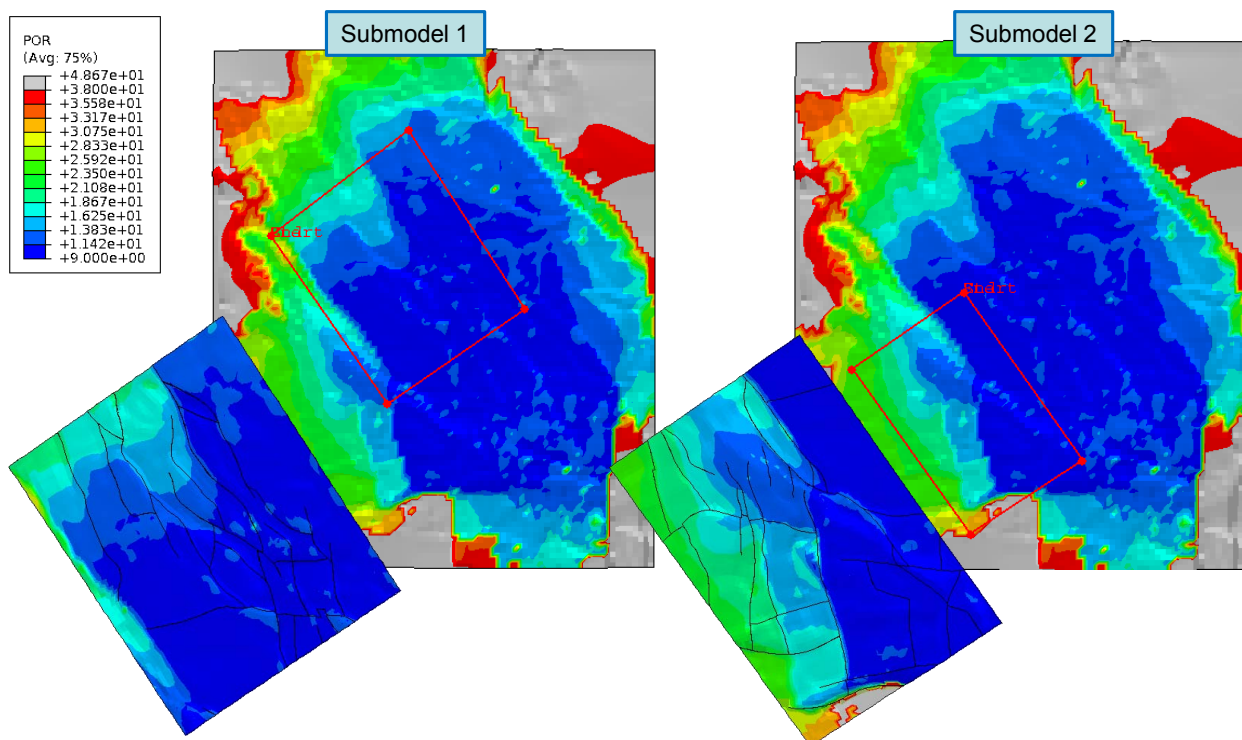 Submodel 1
Submodel 2
POR
(Avg: 75%)
+4.867e+01
+3.800e+01
+3.558e+01
+3.317e+01
+3.075e+01
+2.833e+01
+2.592e+01
+2.350e+01
+2.108e+01
+1.867e+01
+1.625e+01
+1.383e+01
+1.142e+01
+9.000e+00